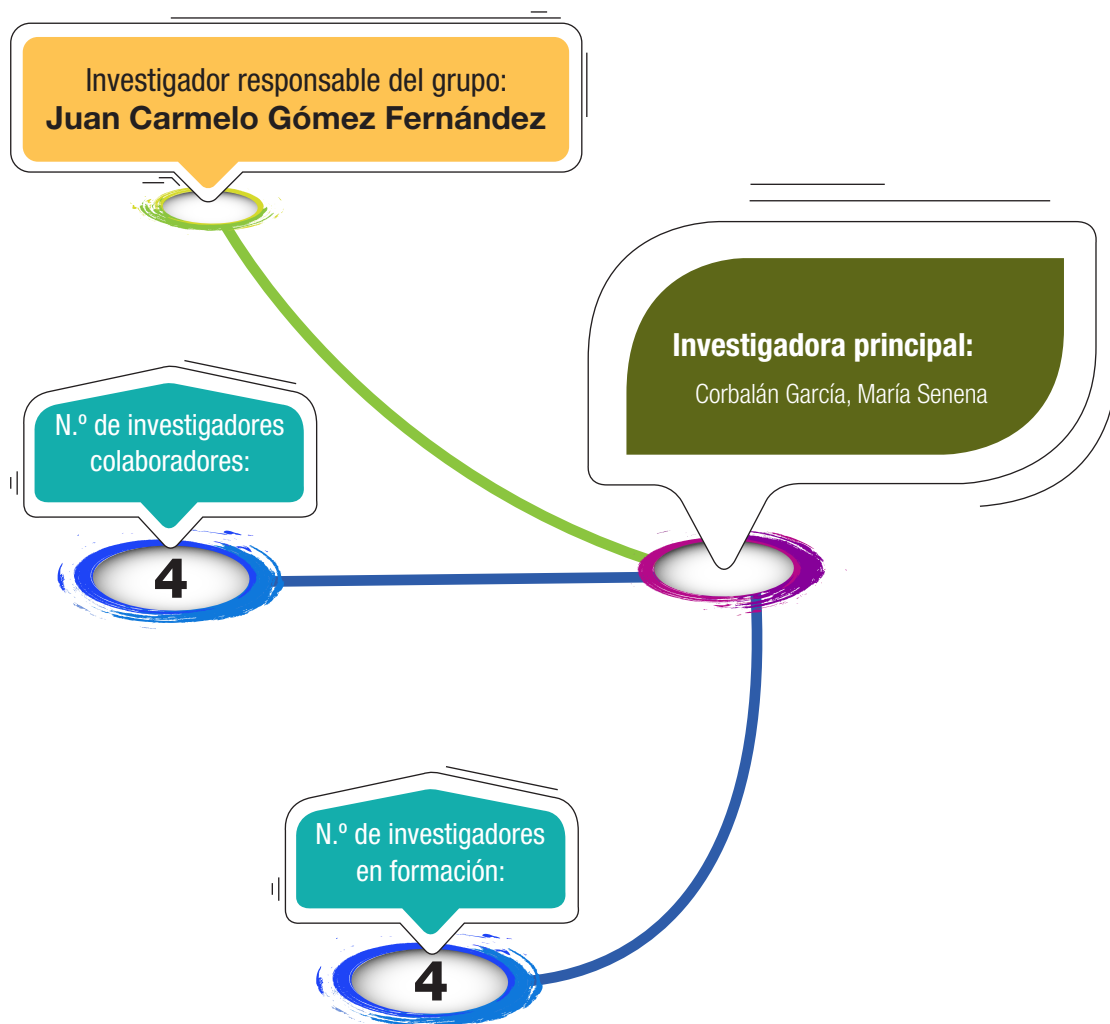 Investigador responsable del grupo:
Juan Carmelo Gómez Fernández
Investigadora principal:
Corbalán García, María Senena
N.º de investigadores
colaboradores:
4
N.º de investigadores
en formación:
4